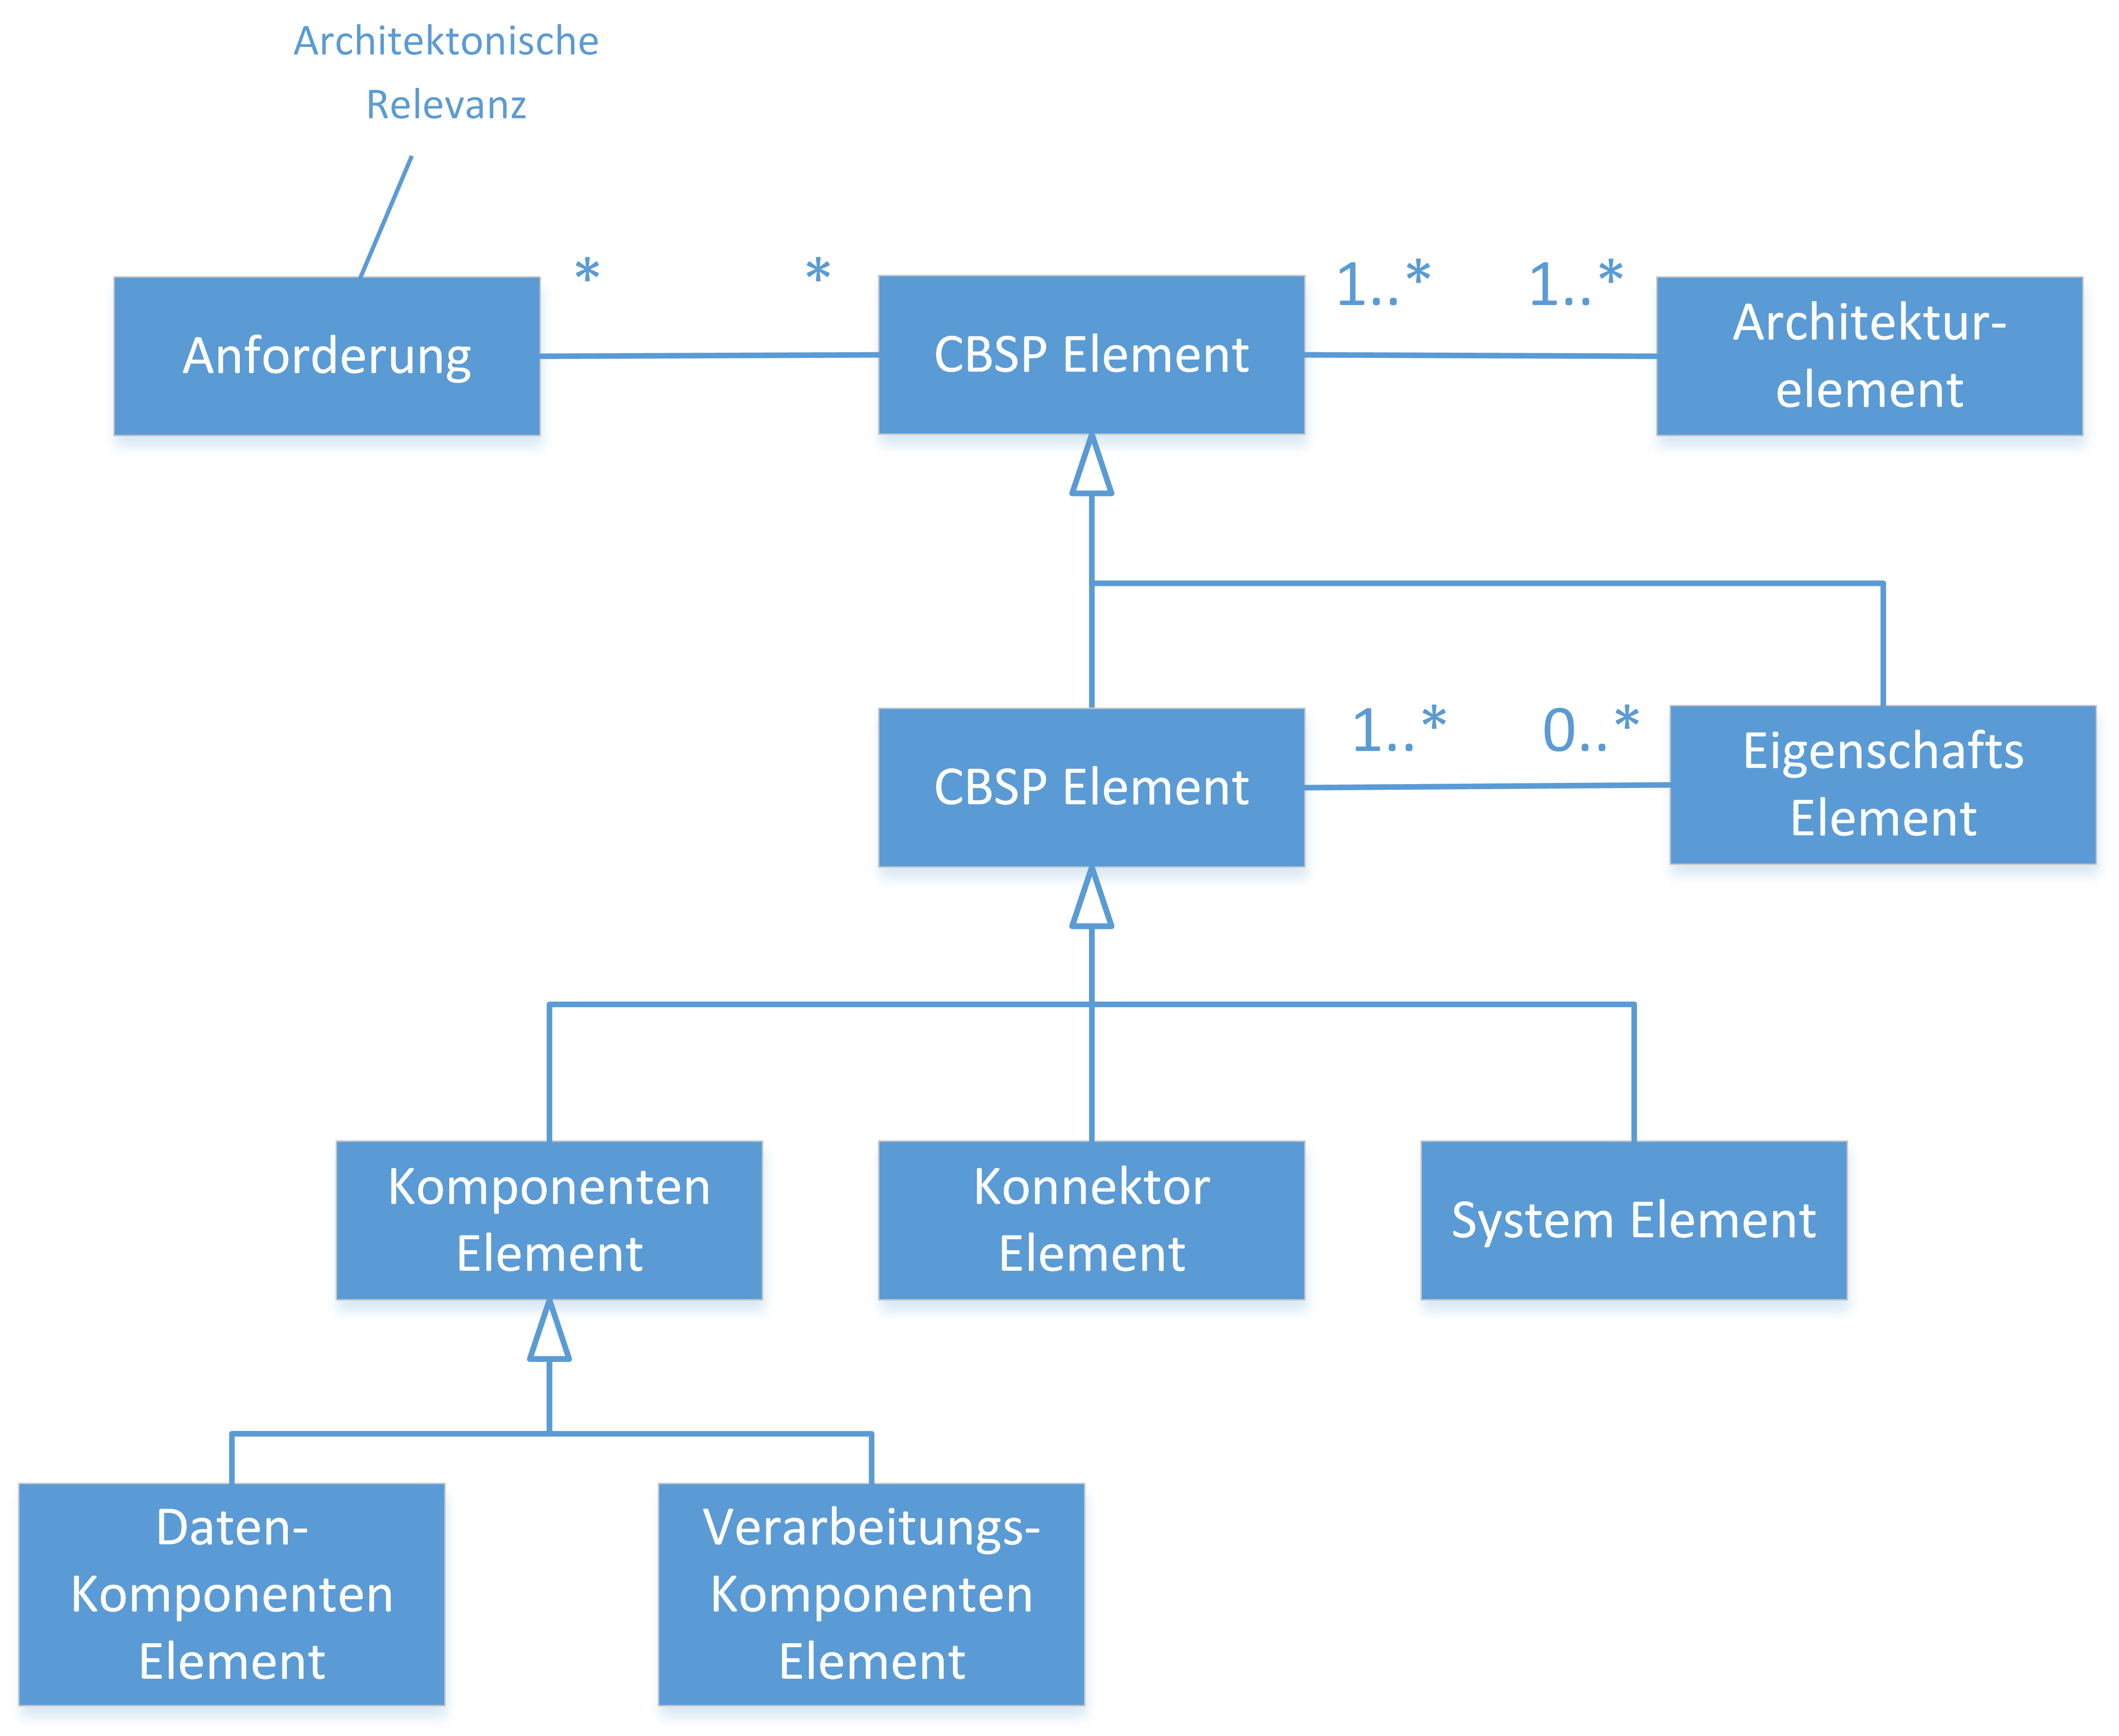 Architektonische
Relevanz
*
*
1..*
1..*
Anforderung
CBSP Element
Architektur-
element
1..*
0..*
CBSP Element
Eigenschafts
Element
Komponenten
Element
Konnektor
Element
System Element
Daten-
Komponenten
Element
Verarbeitungs-
Komponenten
Element